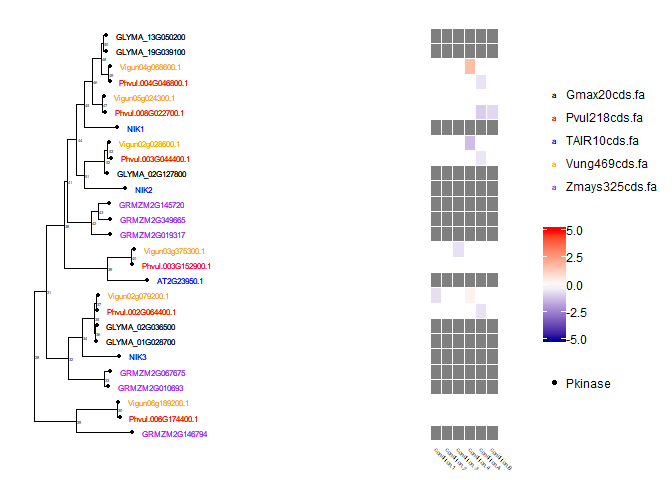 GLYMA_13G050200
GLYMA_19G039100
Vigun04g068800.1
Phvul.004G046800.1
Vigun05g024300.1
Phvul.008G022700.1
NIK1
Vigun02g028600.1
Phvul.003G044400.1
GLYMA_02G127800
NIK2
GRMZM2G145720
GRMZM2G349665
GRMZM2G019317
Vigun03g375300.1
Phvul.003G152900.1
AT2G23950.1
Vigun02g079200.1
Phvul.002G064400.1
GLYMA_02G036500
GLYMA_01G026700
NIK3
GRMZM2G067675
GRMZM2G010693
Vigun06g189200.1
Phvul.006G174400.1
GRMZM2G146794
a Gmax20cds.fa
a Pvul218cds.fa
a TAIR10cds.fa
a Vung469cds.fa
a Zmays325cds.fa
5.0
2.5
0.0
-2.5
-5.0
Pkinase